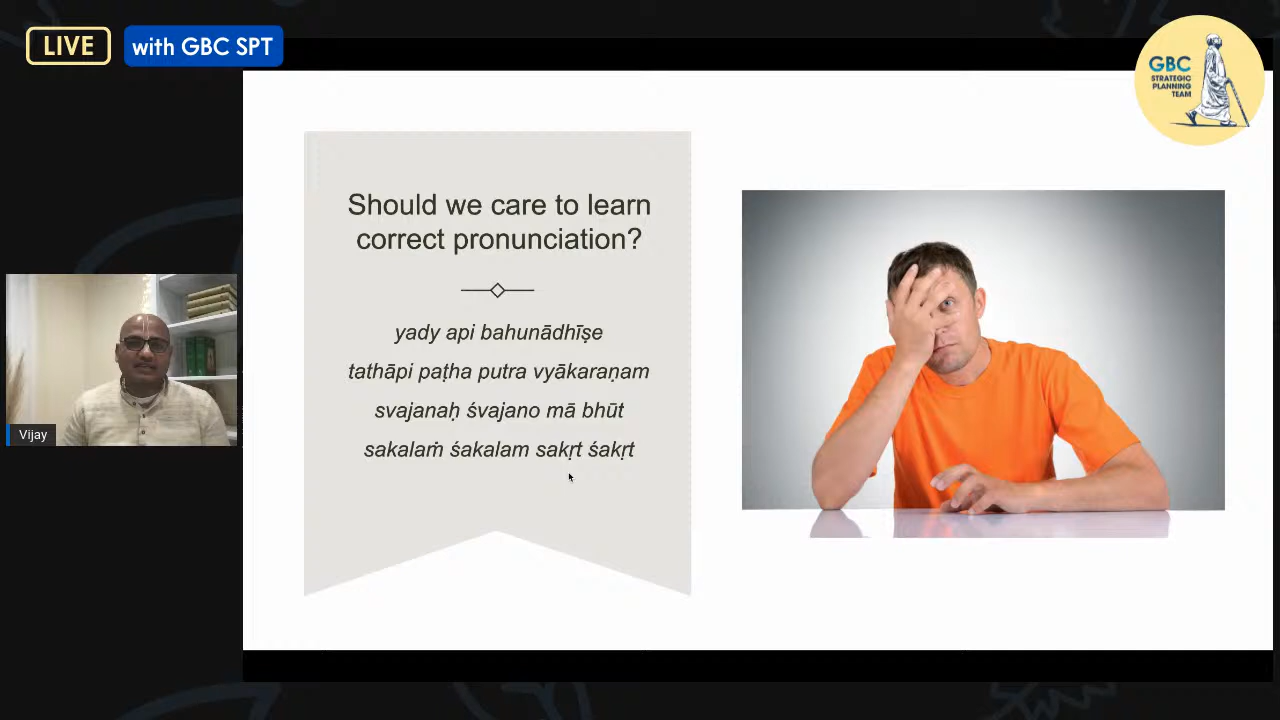 LIVE with GBC SPT
GBC
STRATEGIC
PLANNING
TEAM
Should we care to learn
correct pronunciation?
yady api bahunādhīṣe
tathāpi paṭha putra vyākaraṇam
svajanaḥ śvajano mā bhūt
sakalaṁ śakalam sakṛt śakṛt
Vijay